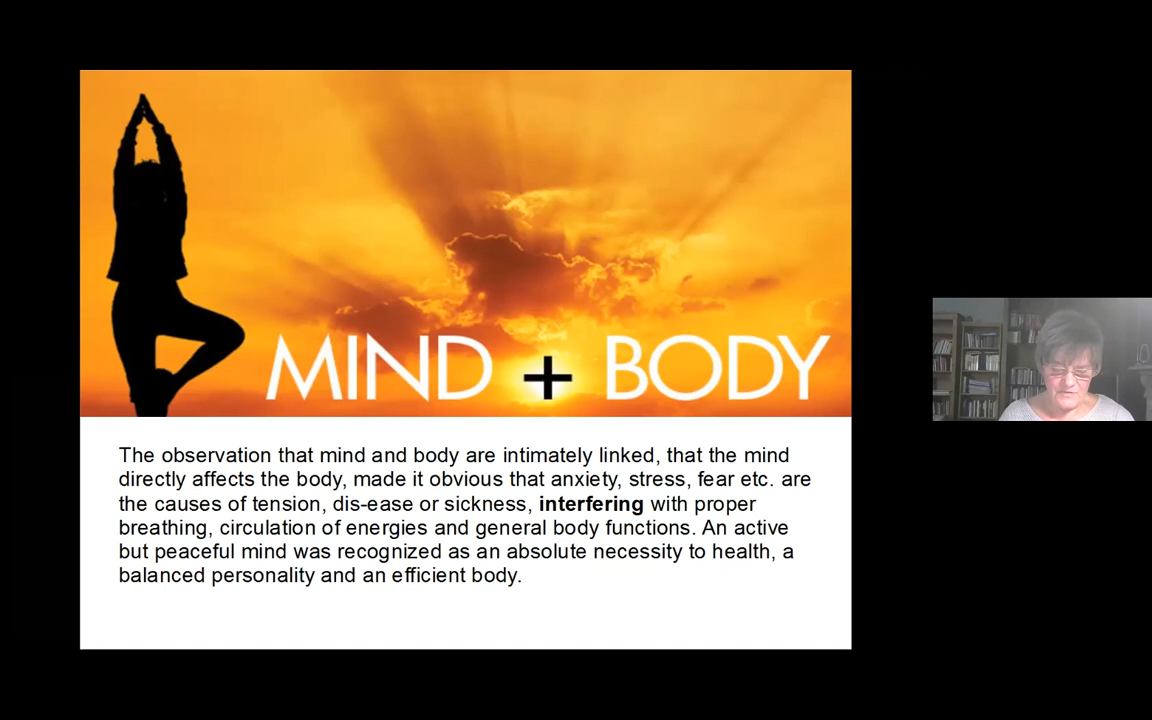 MIND + BODY
The observation that mind and body are intimately linked, that the mind
directly affects the body, made it obvious that anxiety, stress, fear etc. are
the causes of tension, dis-ease or sickness, interfering with proper
breathing, circulation of energies and general body functions. An active
but peaceful mind was recognized as an absolute necessity to health, a
balanced personality and an efficient body.